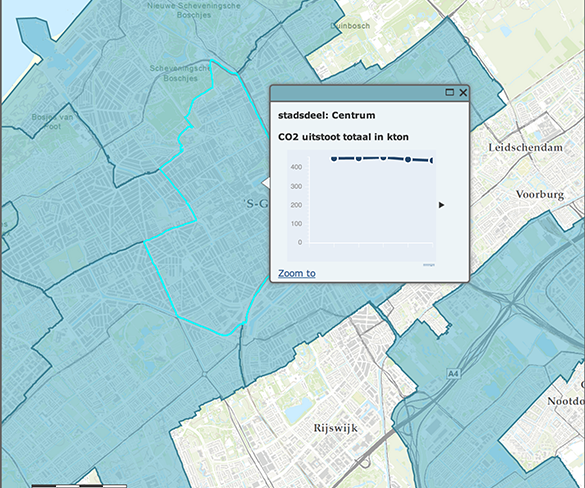 Nieuwe Scheveningsche
Boschjes
Duinbosch
Scheveningsche
Boschjes
Bosjes van
Poot
stadsdeel: Centrum
CO2 uitstoot totaal in kton
400
300
200
100
0
Zoom to
Leidschendam
Voorburg
'S-G
A4
Nootdo
Rijswijk